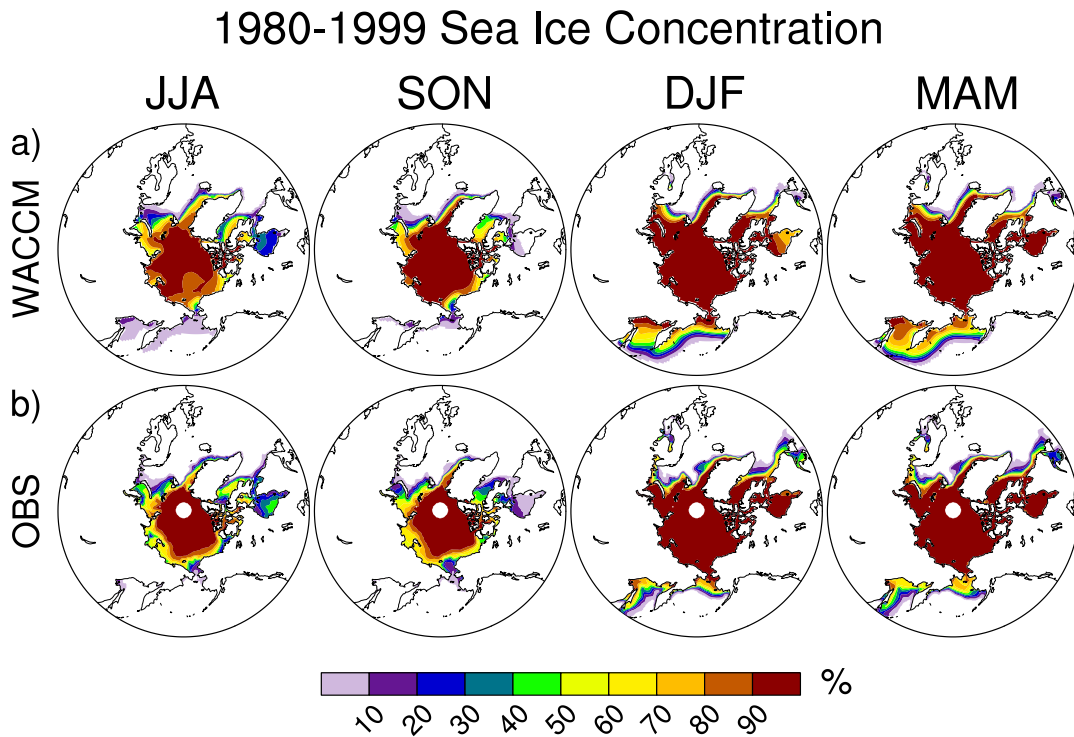 1980-1999 Sea Ice Concentration
JJA SON DJF MAM
a)
WACCM
b)
OBS
10 20 30 40 50 60 70 80 90 %